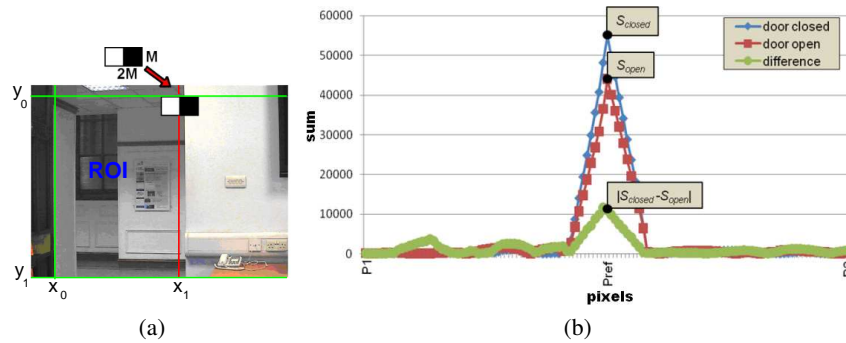 M
2M
y0
ROI
y1
x0
x1
(a)
60000
50000
40000
30000
20000
10000
0
sum
Sclosed
Sopen
|Sclosed-Sopen|
door closed
door open
difference
P1
Pref
pixels
(b)